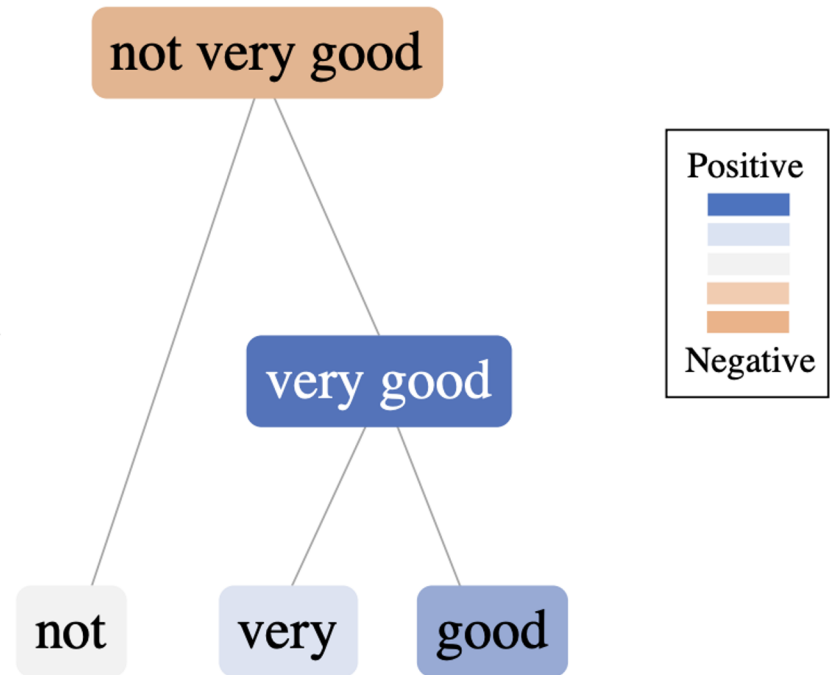 not very good
Positive
Negative
very good
not
very
good